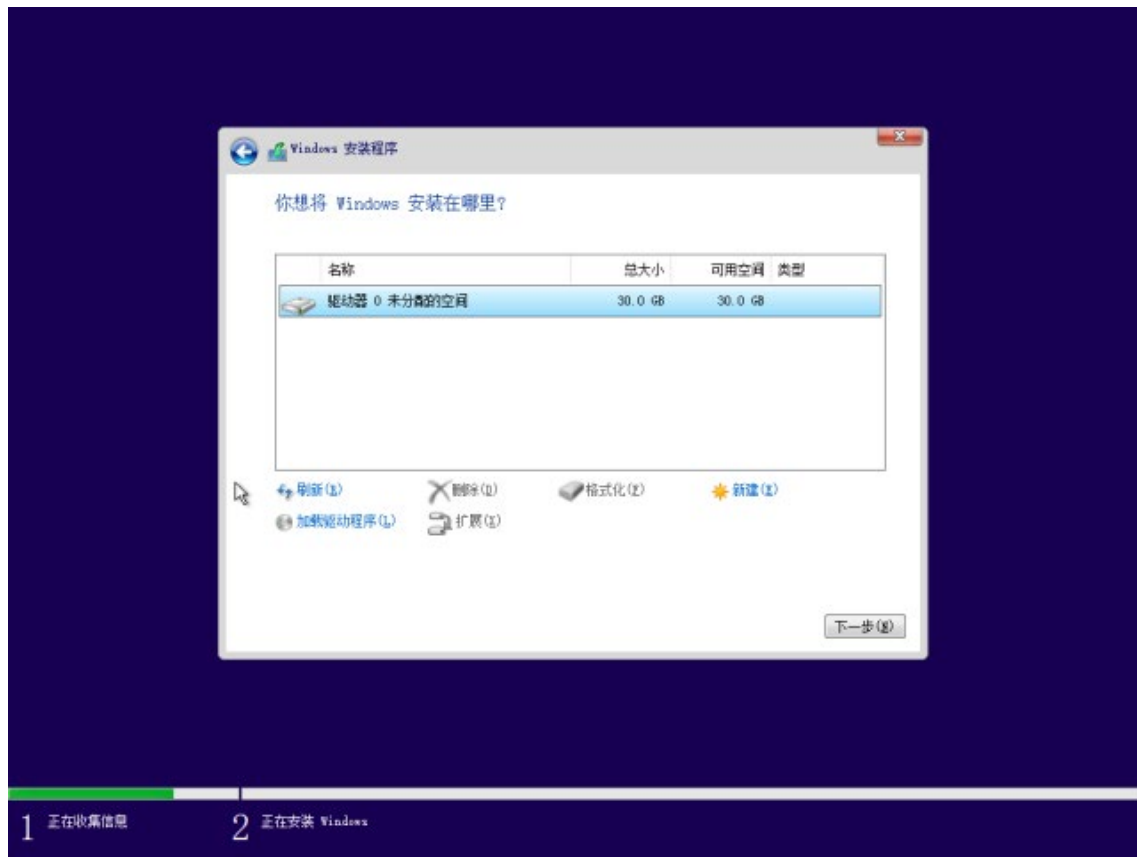 Windows 安装程序
你想将 Windows 安装在哪里?
名称 总大小 可用空间 类型
驱动器 0 未分配的空间 30.0 GB 30.0 GB
刷新(R) 删除(D) 格式化(F) 新建(E)
加载驱动程序(L) 扩展(X)
下一步(N)
1 正在收集信息 2 正在安装 Windows